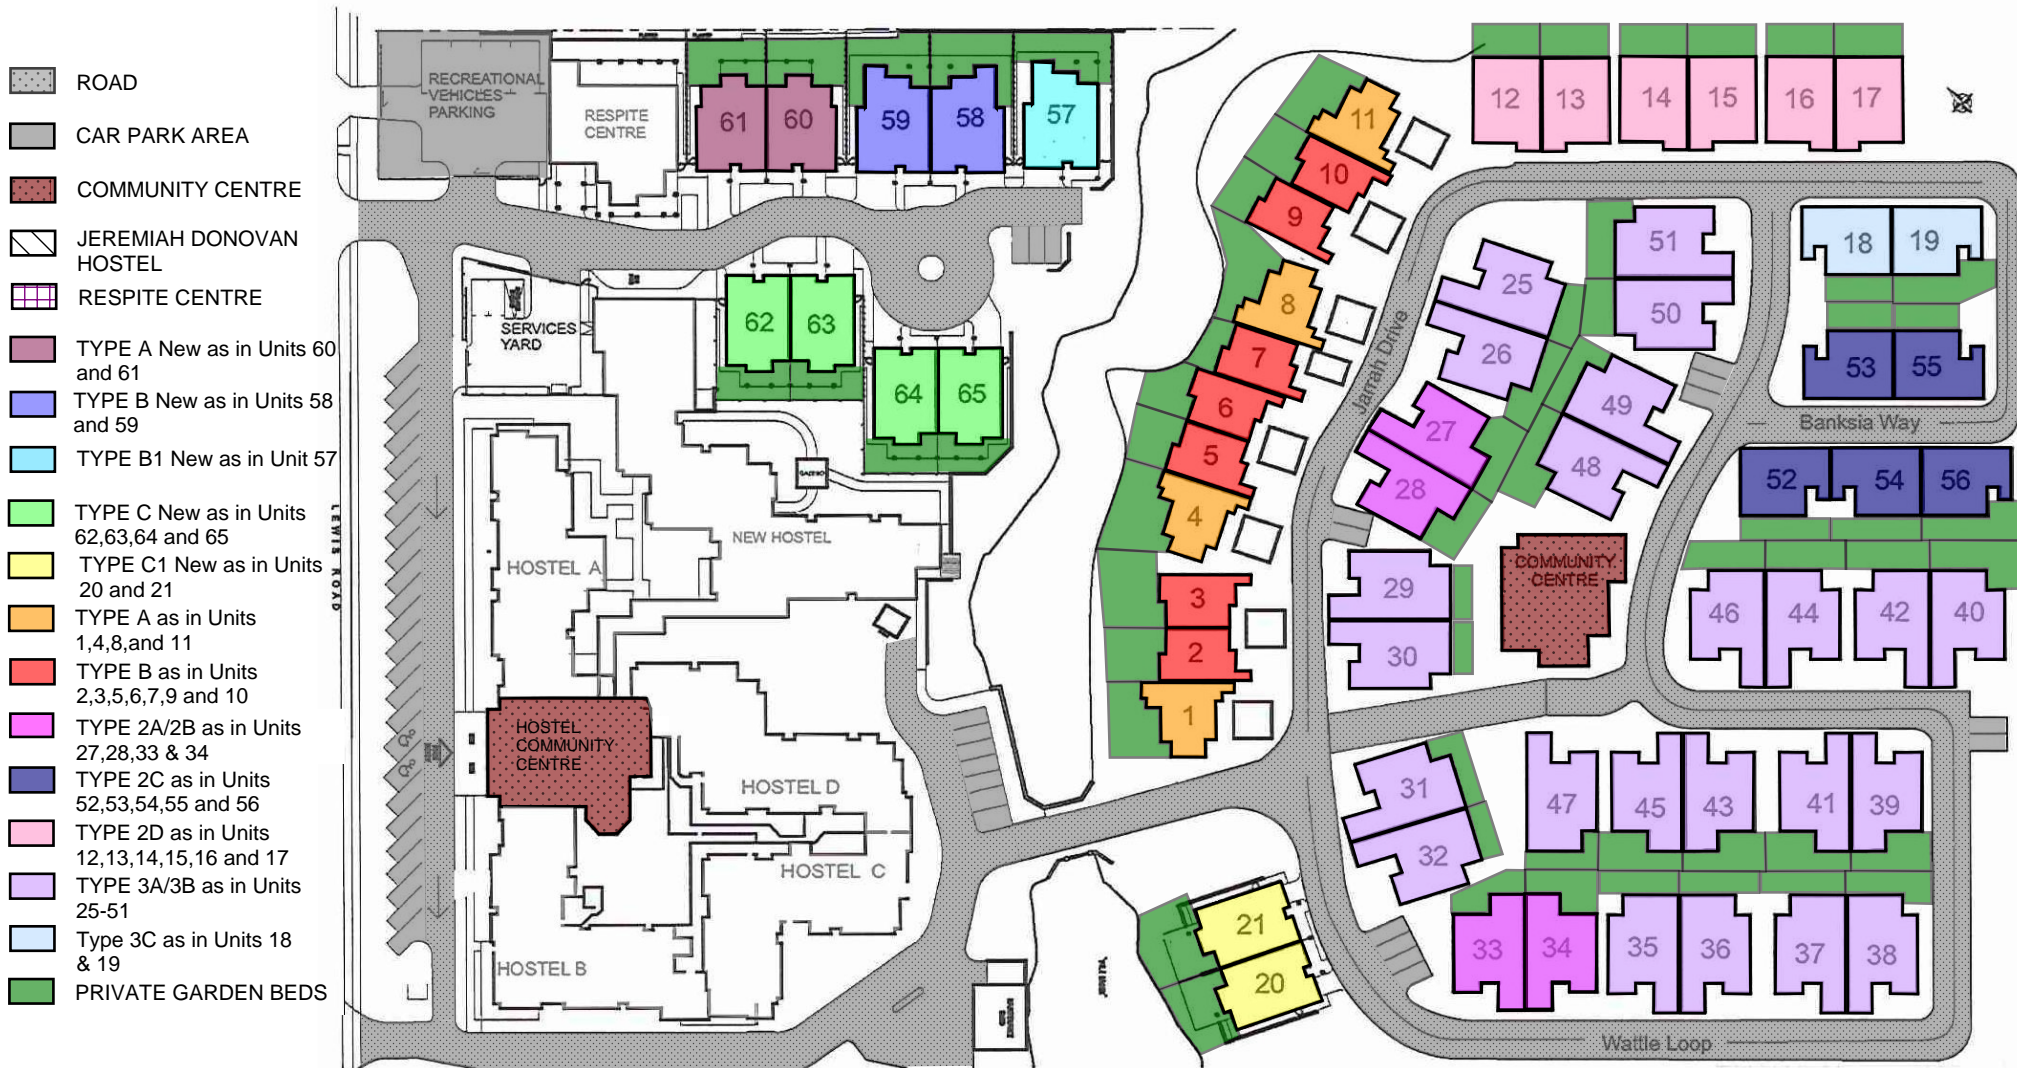 ROAD
CAR PARK AREA
COMMUNITY CENTRE
JEREMIAH DONOVAN
HOSTEL
RESPITE CENTRE
TYPE A New as in Units 60
and 61
TYPE B New as in Units 58
and 59
TYPE B1 New as in Unit 57
TYPE C New as in Units
62,63,64 and 65
TYPE C1 New as in Units
20 and 21
TYPE A as in Units
1,4,8,and 11
TYPE B as in Units
2,3,5,6,7,9 and 10
TYPE 2A/2B as in Units
27,28,33 & 34
TYPE 2C as in Units
52,53,54,55 and 56
TYPE 2D as in Units
12,13,14,15,16 and 17
TYPE 3A/3B as in Units
25-51
Type 3C as in Units 18
& 19
PRIVATE GARDEN BEDS
LEWIS ROAD
RECREATIONAL
VEHICLES
PARKING
RESPITE
CENTRE
61
60
59
58
57
SERVICES
YARD
62
63
64
65
NEW HOSTEL
HOSTEL A
HOSTEL
COMMUNITY
CENTRE
HOSTEL D
HOSTEL C
HOSTEL B
11
10
9
8
7
6
5
4
3
2
1
21
20
Jarrah Drive
12
13
14
15
16
17
51
50
25
26
27
28
49
48
29
30
COMMUNITY
CENTRE
18
19
53
55
Banksia Way
52
54
56
46
44
42
40
31
32
47
45
43
41
39
33
34
35
36
37
38
Wattle Loop